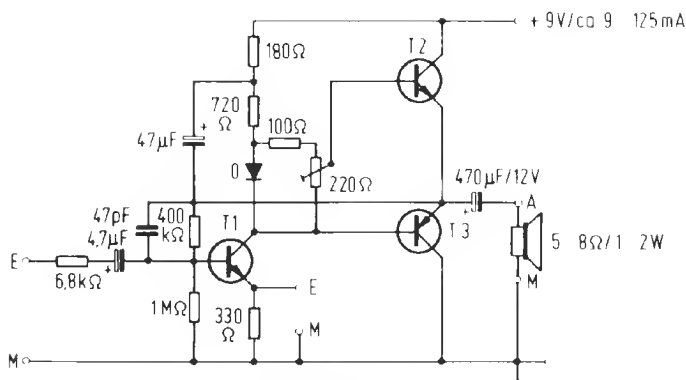 + 9V/ca 9 125mA
180Ω
T2
720
Ω
100Ω
47µF
+
0
220Ω
470µF/12V
A
47pF
4,7µF
400
kΩ
T1
T3
5 8Ω/1 2W
E
+
6,8kΩ
E
M
1MΩ
330
Ω
M
M
+